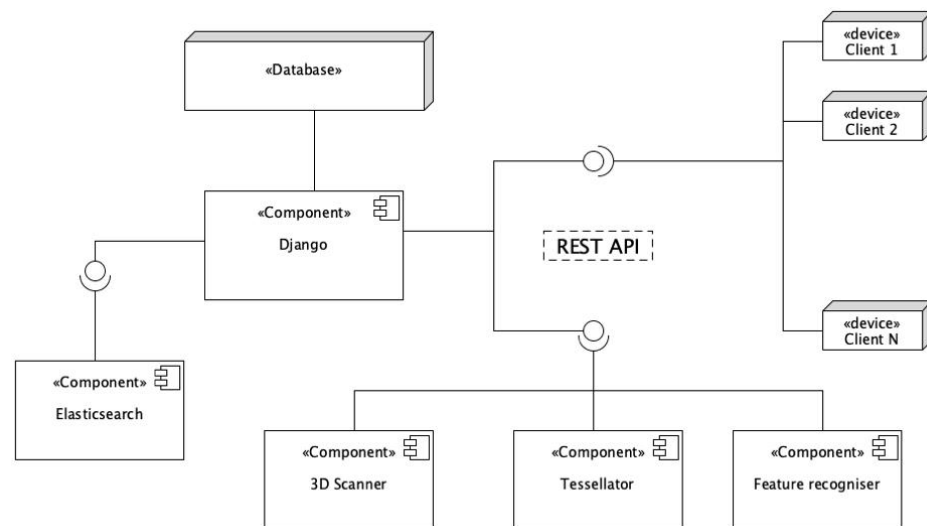 «Database»
«device»
Client 1
«device»
Client 2
«Component»
Django
REST API
«device»
Client N
«Component»
Elasticsearch
«Component»
3D Scanner
«Component»
Tessellator
«Component»
Feature recogniser